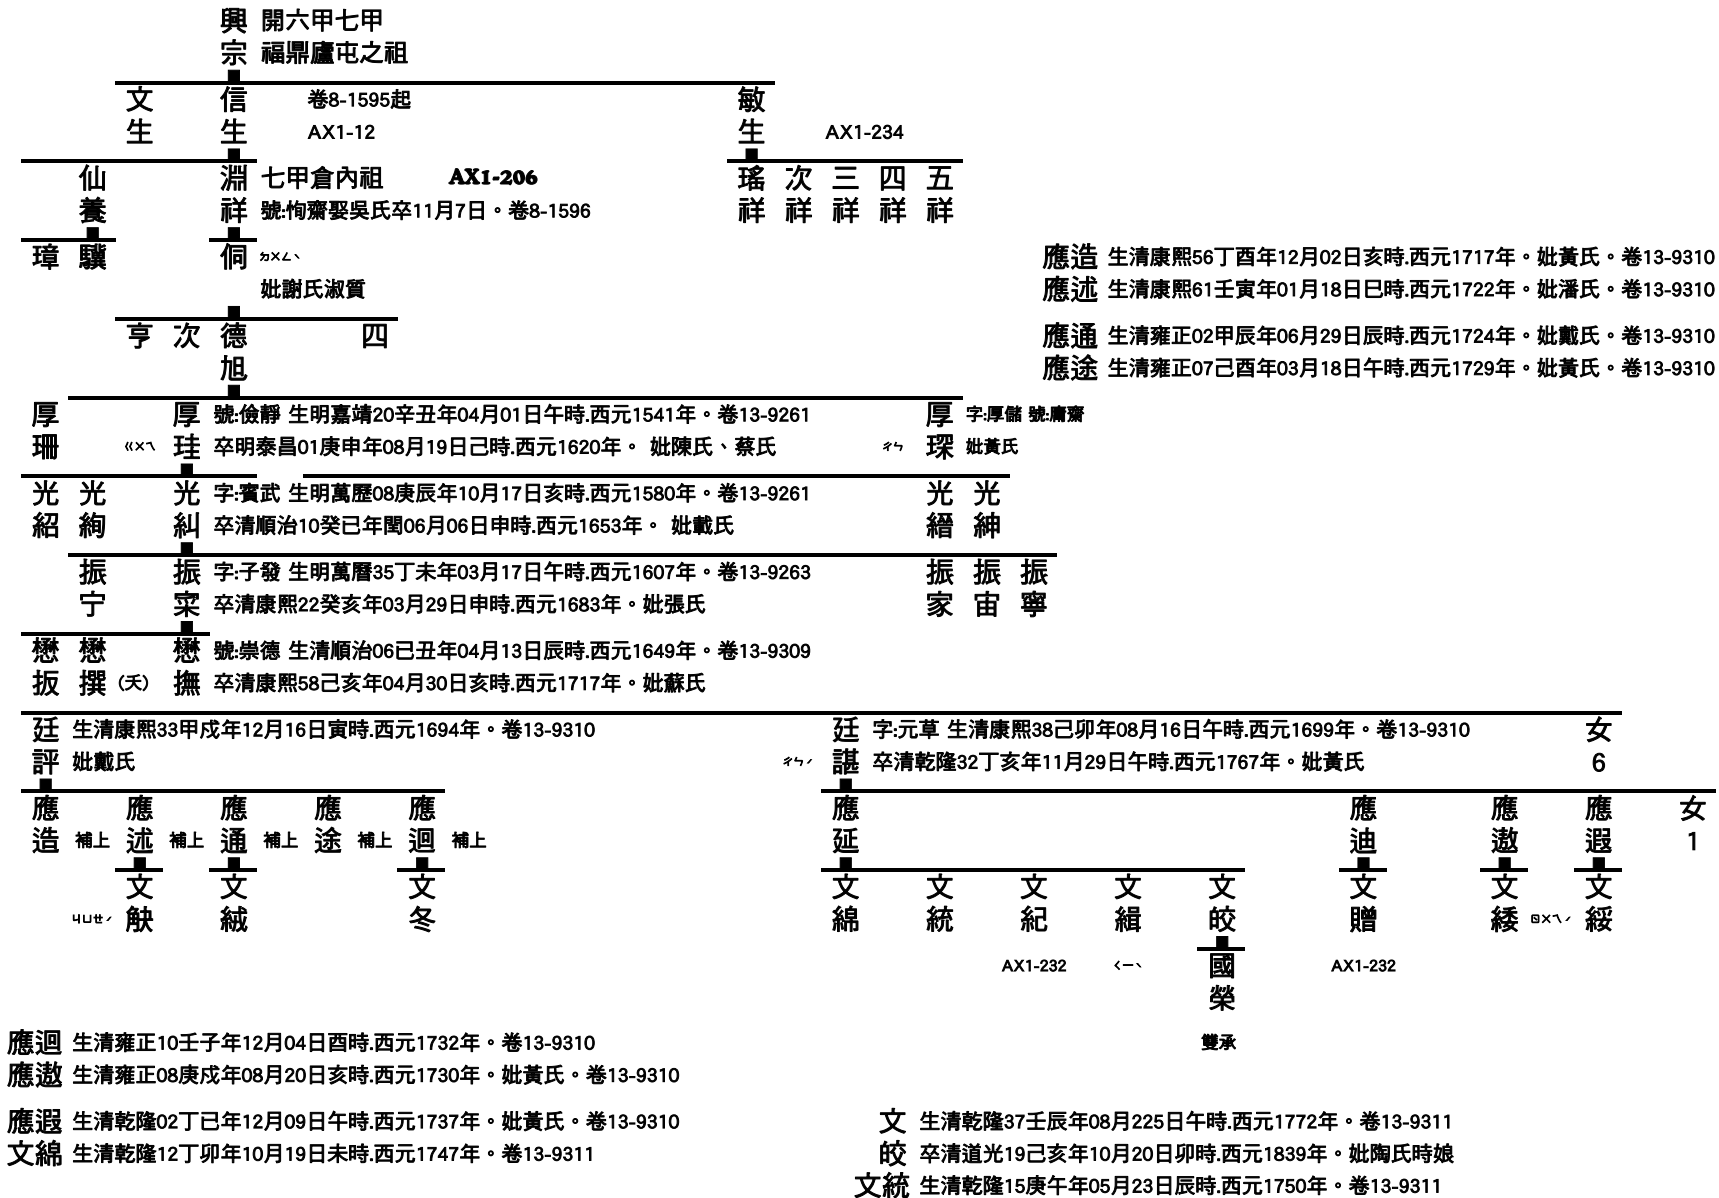 興宗 開六甲七甲
福鼎廬屯之祖
文生 信生 卷8-1595起 敏生
AX1-12 AX1-234
仙養 淵祥 七甲倉內祖 AX1-206 瑤祥 次祥 三祥 四祥 五祥
號:恂齋娶吳氏卒11月7日。卷8-1596
璋 驥 侗 ㄉㄨㄥˋ
妣謝氏淑質
應造 生清康熙56丁酉年12月02日亥時.西元1717年。妣黃氏。卷13-9310
應述 生清康熙61壬寅年01月18日巳時.西元1722年。妣潘氏。卷13-9310
應通 生清雍正02甲辰年06月29日辰時.西元1724年。妣戴氏。卷13-9310
應途 生清雍正07己酉年03月18日午時.西元1729年。妣黃氏。卷13-9310
亨 次 德旭 四
厚珊 厚珪 號:儉靜 生明嘉靖20辛丑年04月01日午時.西元1541年。卷13-9261 厚琛 字:厚儲 號:庸齋
ㄍㄨㄟ 卒明泰昌01庚申年08月19日己時.西元1620年。 妣陳氏、蔡氏 ㄔㄣ 妣黃氏
光紹 光絢 光糾 字:賓武 生明萬歷08庚辰年10月17日亥時.西元1580年。卷13-9261 光縉 光紳
卒清順治10癸已年閏06月06日申時.西元1653年。 妣載氏
振宁 振寀 字:子發 生明萬曆35丁未年03月17日午時.西元1607年。卷13-9263 振家 振宙 振寧
卒清康熙22癸亥年03月29日申時.西元1683年。妣張氏
懋扳 懋撰 (夭) 懋撫 號:崇德 生清順治06已丑年04月13日辰時.西元1649年。卷13-9309
卒清康熙58己亥年04月30日亥時.西元1717年。妣蘇氏
廷評 生清康熙33甲戍年12月16日寅時.西元1694年。卷13-9310
妣戴氏
廷諶 字:元草 生清康熙38己卯年08月16日午時.西元1699年。卷13-9310 女6
ㄔㄣˊ 卒清乾隆32丁亥年11月29日午時.西元1767年。妣黃氏
應造 補上 應述 補上 應通 補上 應途 補上 應迴 補上 應延 應迪 應遨 應遐 女1
ㄐㄩㄝˊ 文觖 文絨 文冬 文綿 文統 文紀 文緝 文皎 文贈 文緌 ㄖㄨㄟˊ 文綏
AX1-232 ㄑㄧˋ 國榮 AX1-232
雙承
應迴 生清雍正10壬子年12月04日酉時.西元1732年。卷13-9310
應遨 生清雍正08庚戍年08月20日亥時.西元1730年。妣黃氏。卷13-9310
應遐 生清乾隆02丁已年12月09日午時.西元1737年。妣黃氏。卷13-9310
文綿 生清乾隆12丁卯年10月19日未時.西元1747年。卷13-9311
文皎 生清乾隆37壬辰年08月225日午時.西元1772年。卷13-9311
卒清道光19己亥年10月20日卯時.西元1839年。妣陶氏時娘
文統 生清乾隆15庚午年05月23日辰時.西元1750年。卷13-9311